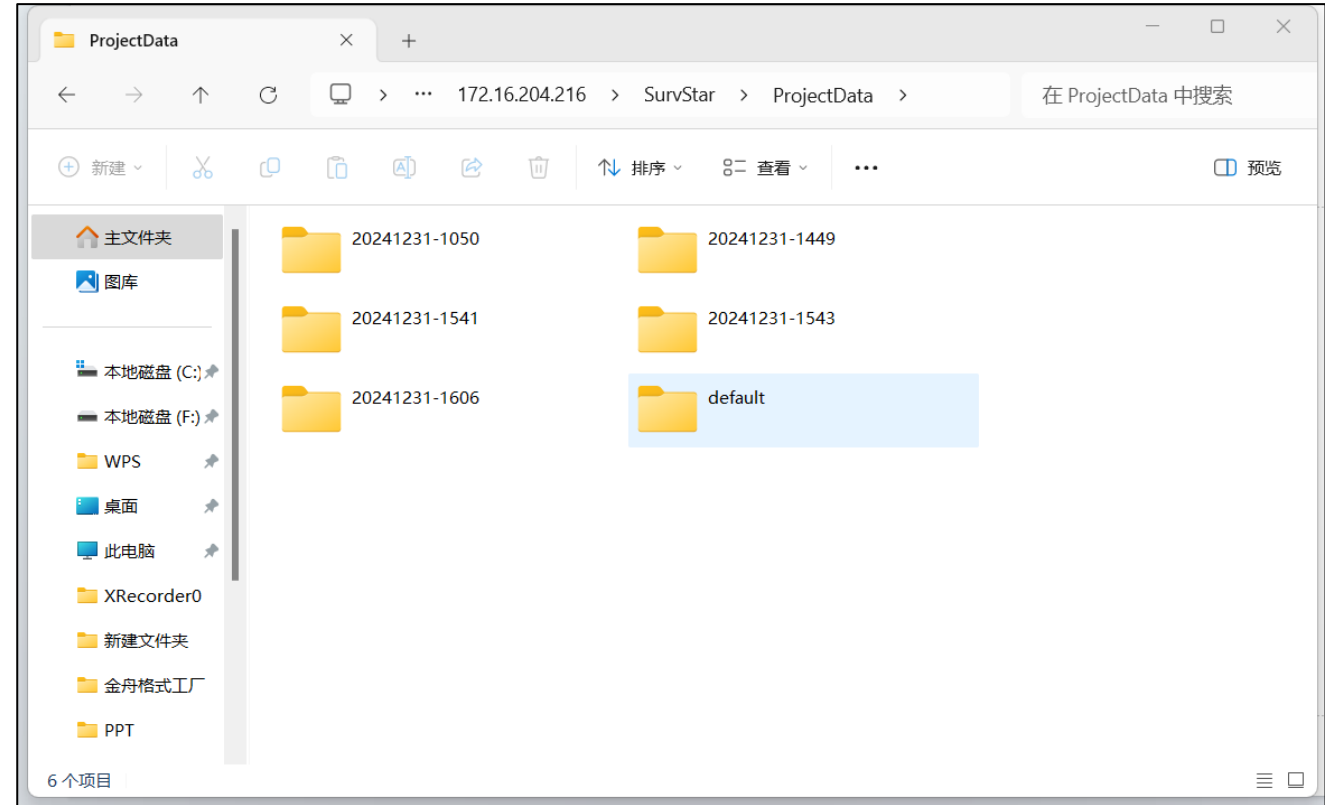 ProjectData
172.16.204.216 > SurvStar > ProjectData >
在 ProjectData 中搜索
新建
排序
查看
预览
主文件夹
图库
本地磁盘 (C:)
本地磁盘 (F:)
WPS
桌面
此电脑
XRecorder0
新建文件夹
金舟格式工厂
PPT
20241231-1050
20241231-1449
20241231-1541
20241231-1543
20241231-1606
default
6 个项目